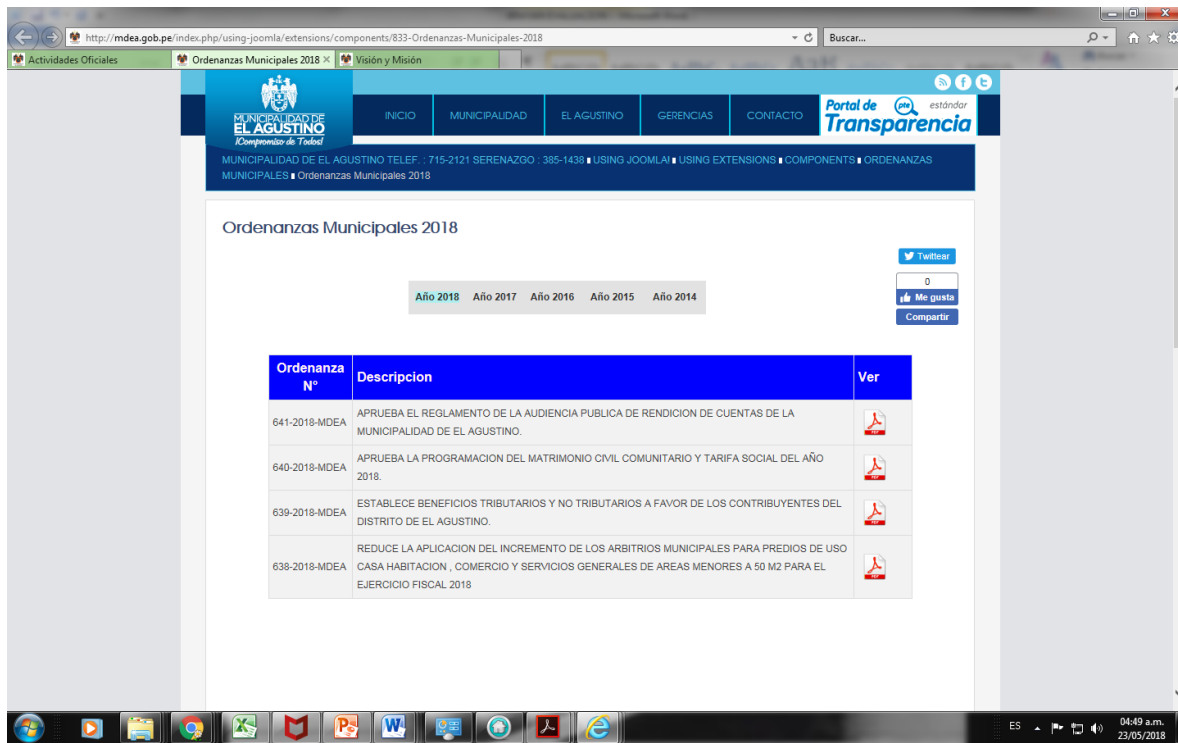 http://mdea.gob.pe/index.php/using-joomla/extensions/components/833-Ordenanzas-Municipales-2018
Buscar...
Actividades Oficiales
Ordenanzas Municipales 2018
Visión y Misión
MUNICIPALIDAD DE
EL AGUSTINO
¡Compromiso de Todos!
INICIO
MUNICIPALIDAD
EL AGUSTINO
GERENCIAS
CONTACTO
Portal de pte estándar
Transparencia
MUNICIPALIDAD DE EL AGUSTINO TELEF. : 715-2121 SERENAZGO : 385-1438 USING JOOMLA! USING EXTENSIONS COMPONENTS ORDENANZAS
MUNICIPALES Ordenanzas Municipales 2018
Ordenanzas Municipales 2018
Twittear
0
Me gusta
Compartir
Año 2018 Año 2017 Año 2016 Año 2015 Año 2014
Ordenanza
N°
Descripcion
Ver
641-2018-MDEA
APRUEBA EL REGLAMENTO DE LA AUDIENCIA PUBLICA DE RENDICION DE CUENTAS DE LA
MUNICIPALIDAD DE EL AGUSTINO.
PDF
640-2018-MDEA
APRUEBA LA PROGRAMACION DEL MATRIMONIO CIVIL COMUNITARIO Y TARIFA SOCIAL DEL AÑO
2018.
PDF
639-2018-MDEA
ESTABLECE BENEFICIOS TRIBUTARIOS Y NO TRIBUTARIOS A FAVOR DE LOS CONTRIBUYENTES DEL
DISTRITO DE EL AGUSTINO.
PDF
638-2018-MDEA
REDUCE LA APLICACION DEL INCREMENTO DE LOS ARBITRIOS MUNICIPALES PARA PREDIOS DE USO
CASA HABITACION , COMERCIO Y SERVICIOS GENERALES DE AREAS MENORES A 50 M2 PARA EL
EJERCICIO FISCAL 2018
PDF
ES
04:49 a.m.
23/05/2018